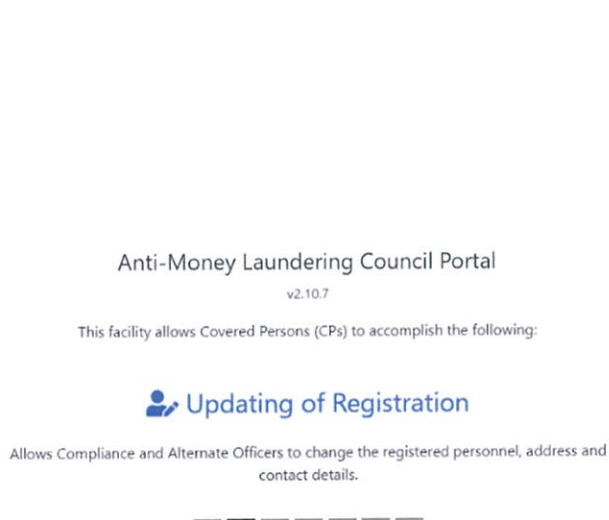 Anti-Money Laundering Council Portal
v2.10.7
This facility allows Covered Persons (CPs) to accomplish the following:
Updating of Registration
Allows Compliance and Alternate Officers to change the registered personnel, address and
contact details.